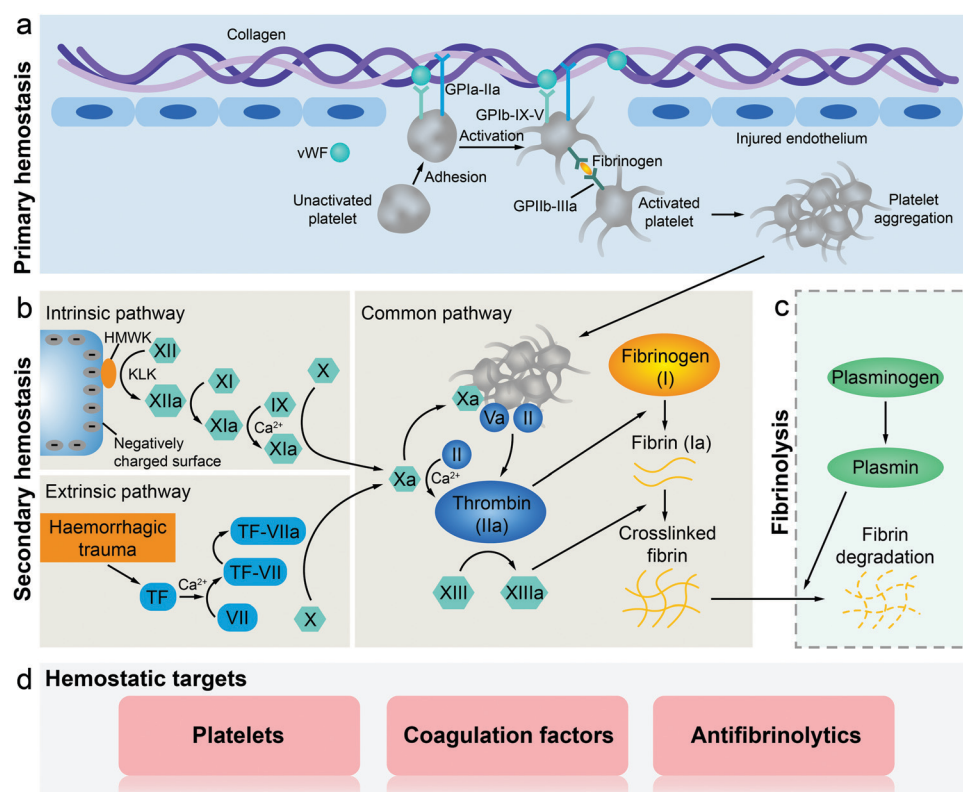 a
Primary hemostasis
Collagen
GPIa-IIa
GPIb-IX-V
Injured endothelium
vWF
Activation
Fibrinogen
Adhesion
Unactivated
platelet
GPIIb-IIIa
Activated
platelet
Platelet
aggregation
b
Secondary hemostasis
Intrinsic pathway
HMWK
XII
KLK
XIIa
XI
XIa
IX
Ca²⁺
XIa
X
Negatively
charged surface
Extrinsic pathway
Haemorrhagic
trauma
TF
Ca²⁺
TF-VIIa
TF-VII
VII
X
Common pathway
Xa
Va
II
Xa
II
Ca²⁺
Thrombin
(IIa)
XIII
XIIIa
Fibrinogen
(I)
Fibrin (Ia)
Crosslinked
fibrin
c
Fibrinolysis
Plasminogen
Plasmin
Fibrin
degradation
d
Hemostatic targets
Platelets
Coagulation factors
Antifibrinolytics